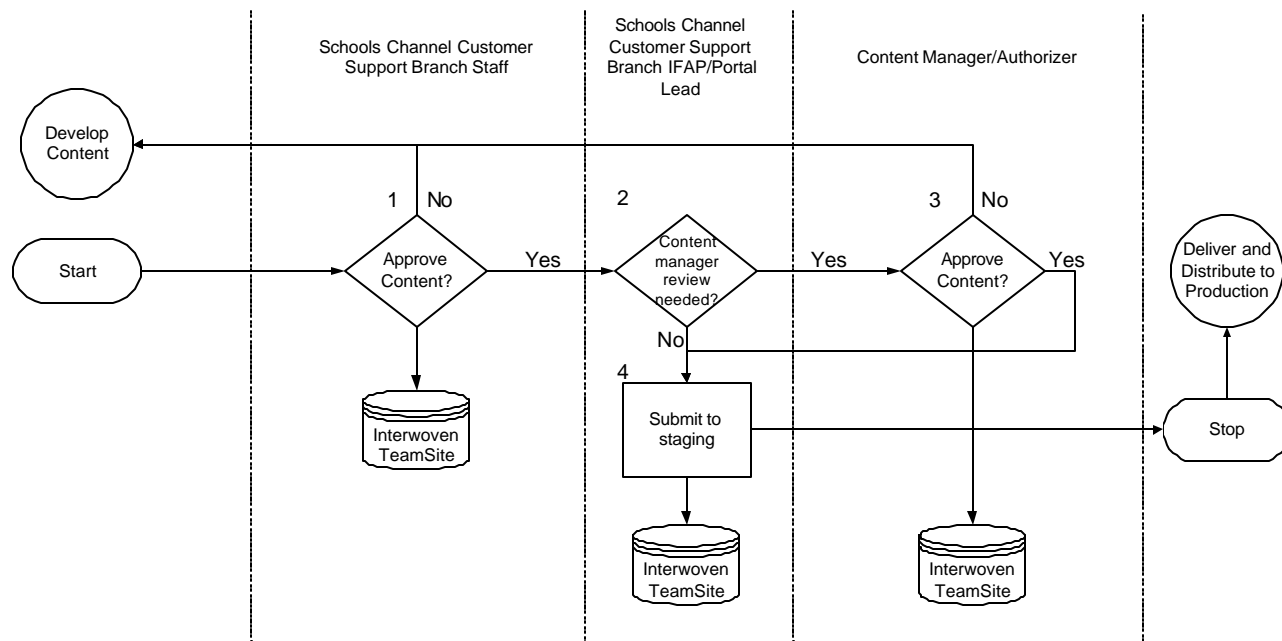 Schools Channel Customer
Support Branch Staff
Schools Channel
Customer Support
Branch IFAP/Portal
Lead
Content Manager/Authorizer
Develop
Content
1
No
2
3
No
Start
Approve
Content?
Yes
Content
manager
review
needed?
Yes
Approve
Content?
Yes
Deliver and
Distribute to
Production
No
4
Submit to
staging
Stop
Interwoven
TeamSite
Interwoven
TeamSite
Interwoven
TeamSite